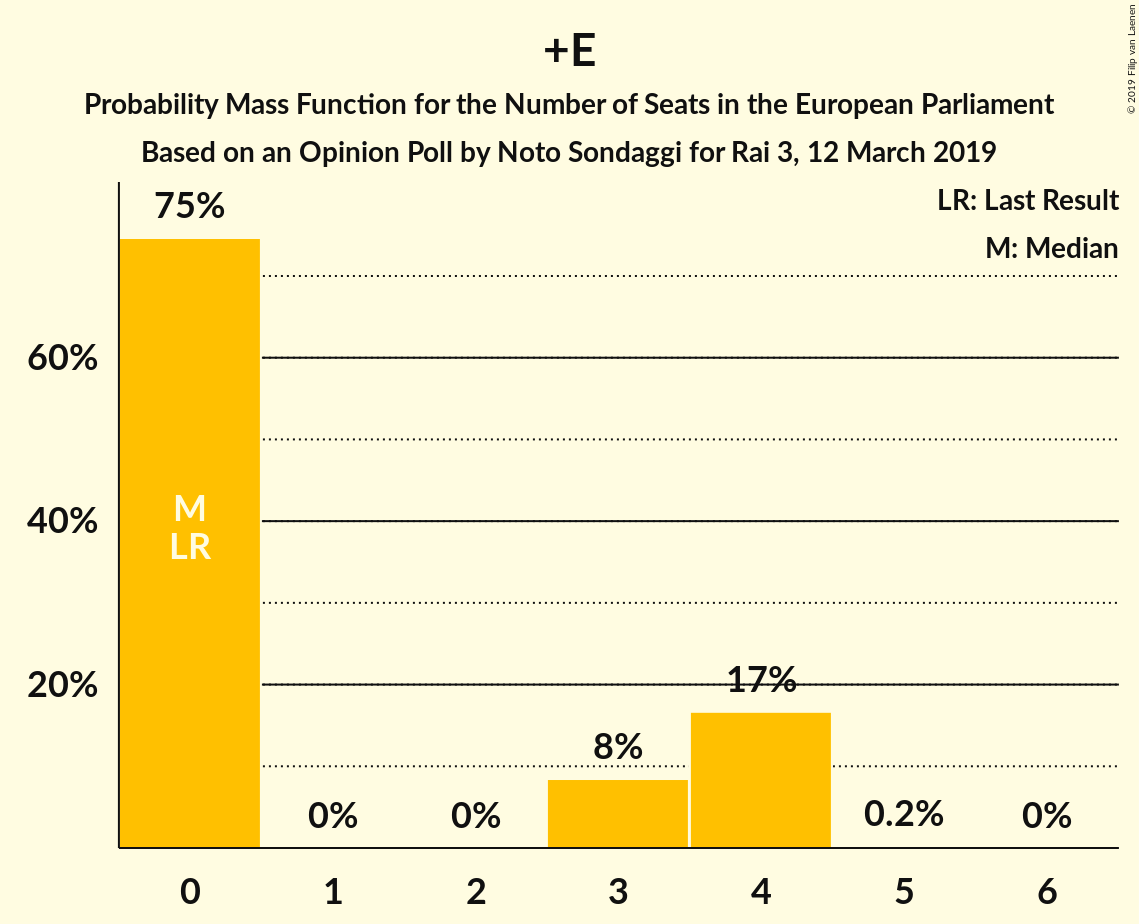 +E
Probability Mass Function for the Number of Seats in the European Parliament
Based on an Opinion Poll by Noto Sondaggi for Rai 3, 12 March 2019
© 2019 Filip van Laenen
LR: Last Result
M: Median
75%
60%
40%
20%
M
LR
0%
0%
8%
17%
0.2%
0%
0 1 2 3 4 5 6